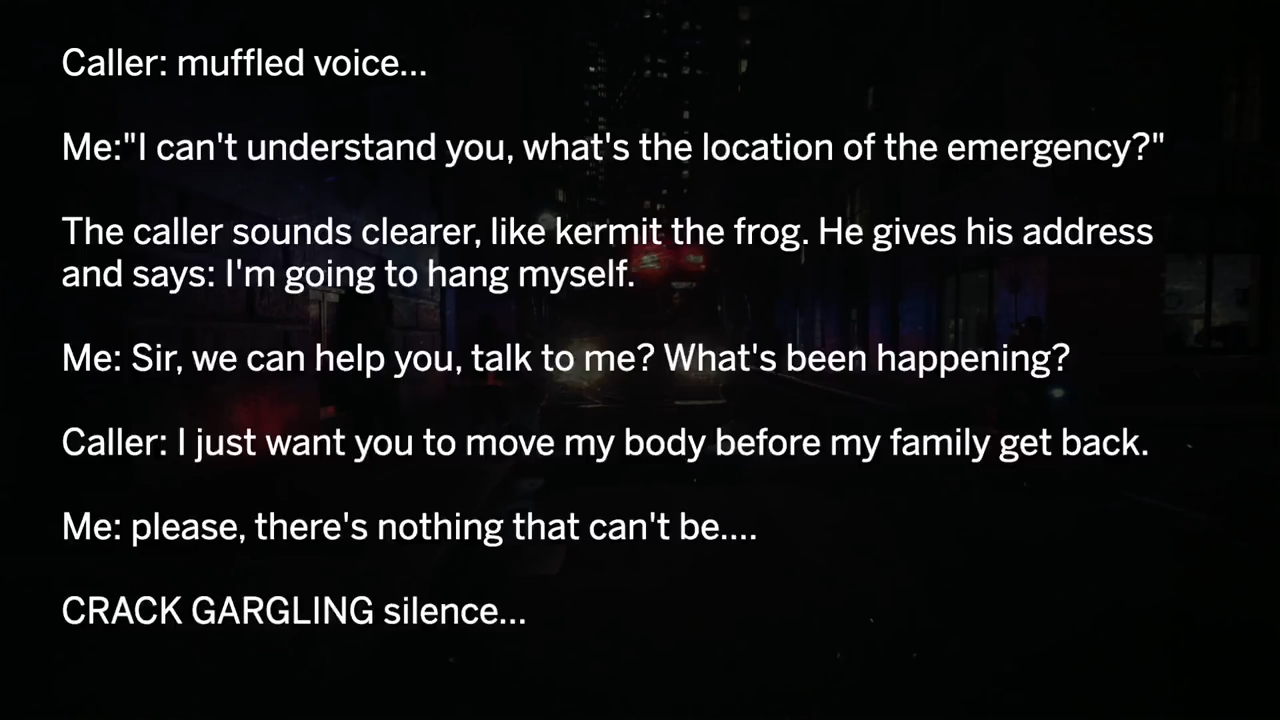 Caller: muffled voice...
Me:"I can't understand you, what's the location of the emergency?"
The caller sounds clearer, like kermit the frog. He gives his address
and says: I'm going to hang myself.
Me: Sir, we can help you, talk to me? What's been happening?
Caller: I just want you to move my body before my family get back.
Me: please, there's nothing that can't be....
CRACK GARGLING silence...